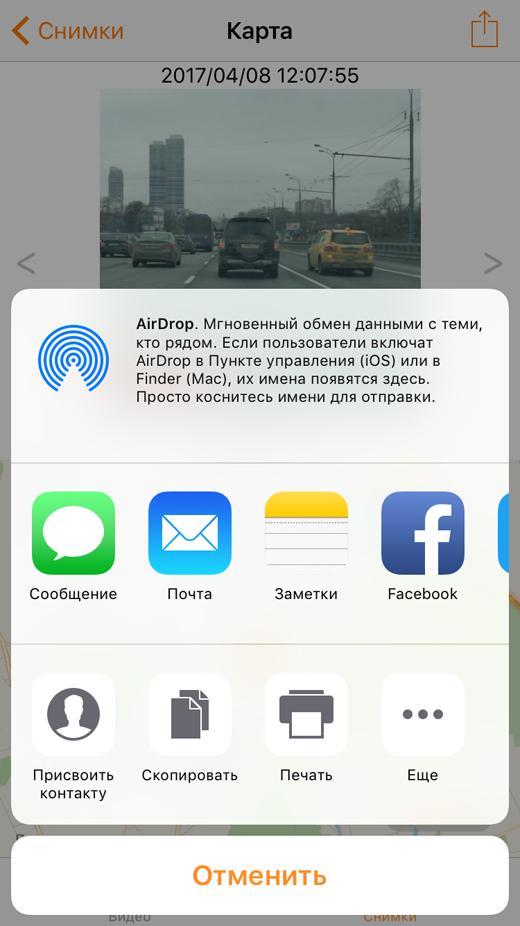 Снимки
Карта
2017/04/08 12:07:55
<
>
AirDrop. Мгновенный обмен данными с теми,
кто рядом. Если пользователи включат
AirDrop в Пункте управления (iOS) или в
Finder (Mac), их имена появятся здесь.
Просто коснитесь имени для отправки.
Сообщение
Почта
Заметки
Facebook
Присвоить
контакту
Скопировать
Печать
Еще
Отменить
Видео
Снимки